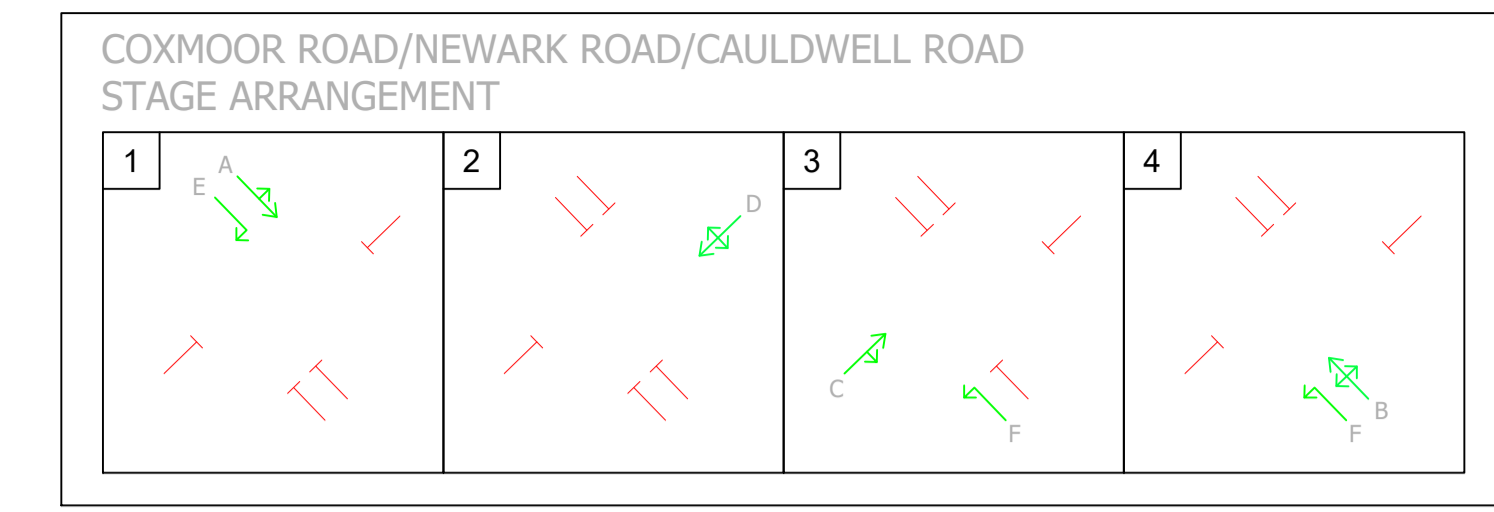 COXMOOR ROAD/NEWARK ROAD/CAULDWELL ROAD
STAGE ARRANGEMENT
1
A
E
2
D
3
C
F
4
B
F